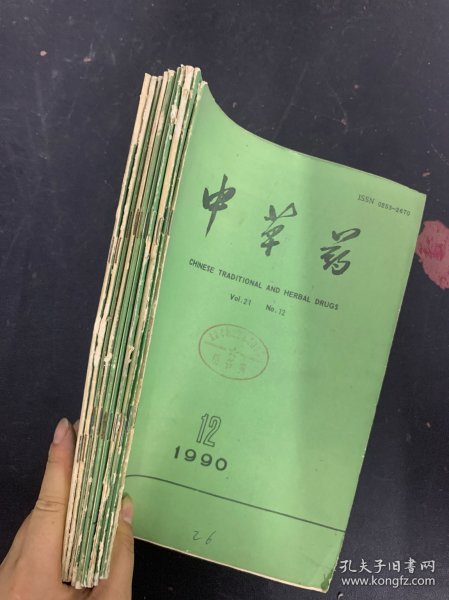 中草药
ISSN 0253-2670
CHINESE TRADITIONAL AND HERBAL DRUGS
Vol.21 No.12
12
1990
26
孔夫子旧书网
www.kongfz.com